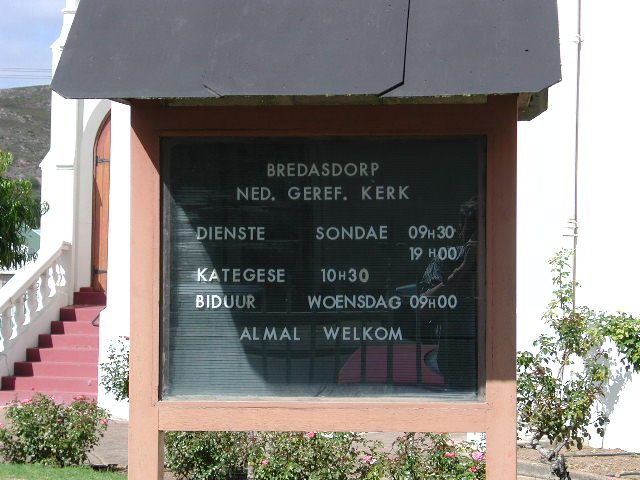 BREDASDORP
NED. GEREF. KERK
DIENSTE SONDAE 09H30
19H00
KATEGESE 10H30
BIDUUR WOENSDAG 09H00
ALMAL WELKOM